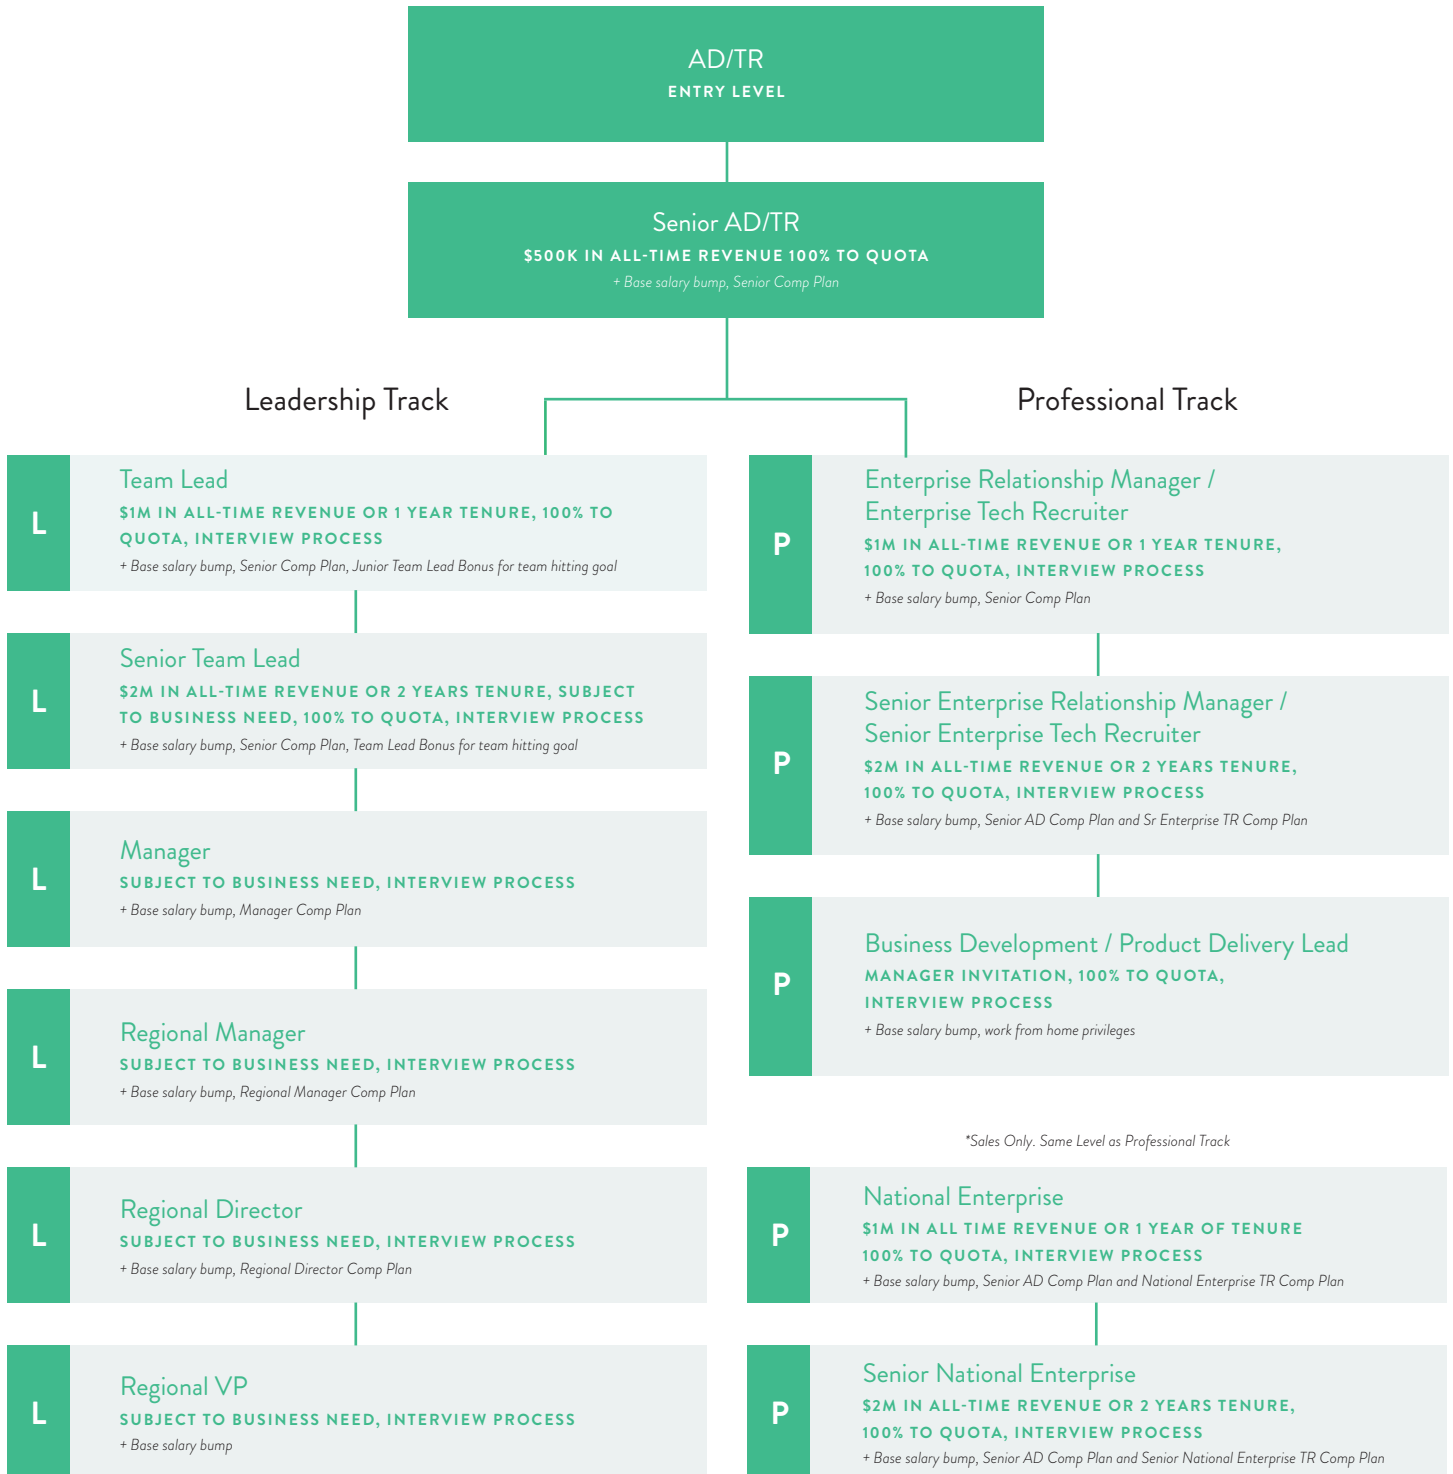 AD/TR
ENTRY LEVEL
Senior AD/TR
$500K IN ALL-TIME REVENUE 100% TO QUOTA
+ Base salary bump, Senior Comp Plan
Leadership Track
L
Team Lead
$1M IN ALL-TIME REVENUE OR 1 YEAR TENURE, 100% TO
QUOTA, INTERVIEW PROCESS
+ Base salary bump, Senior Comp Plan, Junior Team Lead Bonus for team hitting goal
L
Senior Team Lead
$2M IN ALL-TIME REVENUE OR 2 YEARS TENURE, SUBJECT
TO BUSINESS NEED, 100% TO QUOTA, INTERVIEW PROCESS
+ Base salary bump, Senior Comp Plan, Team Lead Bonus for team hitting goal
L
Manager
SUBJECT TO BUSINESS NEED, INTERVIEW PROCESS
+ Base salary bump, Manager Comp Plan
L
Regional Manager
SUBJECT TO BUSINESS NEED, INTERVIEW PROCESS
+ Base salary bump, Regional Manager Comp Plan
L
Regional Director
SUBJECT TO BUSINESS NEED, INTERVIEW PROCESS
+ Base salary bump, Regional Director Comp Plan
L
Regional VP
SUBJECT TO BUSINESS NEED, INTERVIEW PROCESS
+ Base salary bump
Professional Track
P
Enterprise Relationship Manager /
Enterprise Tech Recruiter
$1M IN ALL-TIME REVENUE OR 1 YEAR TENURE,
100% TO QUOTA, INTERVIEW PROCESS
+ Base salary bump, Senior Comp Plan
P
Senior Enterprise Relationship Manager /
Senior Enterprise Tech Recruiter
$2M IN ALL-TIME REVENUE OR 2 YEARS TENURE,
100% TO QUOTA, INTERVIEW PROCESS
+ Base salary bump, Senior AD Comp Plan and Sr Enterprise TR Comp Plan
P
Business Development / Product Delivery Lead
MANAGER INVITATION, 100% TO QUOTA,
INTERVIEW PROCESS
+ Base salary bump, work from home privileges
*Sales Only. Same Level as Professional Track
P
National Enterprise
$1M IN ALL TIME REVENUE OR 1 YEAR OF TENURE
100% TO QUOTA, INTERVIEW PROCESS
+ Base salary bump, Senior AD Comp Plan and National Enterprise TR Comp Plan
P
Senior National Enterprise
$2M IN ALL-TIME REVENUE OR 2 YEARS TENURE,
100% TO QUOTA, INTERVIEW PROCESS
+ Base salary bump, Senior AD Comp Plan and Senior National Enterprise TR Comp Plan